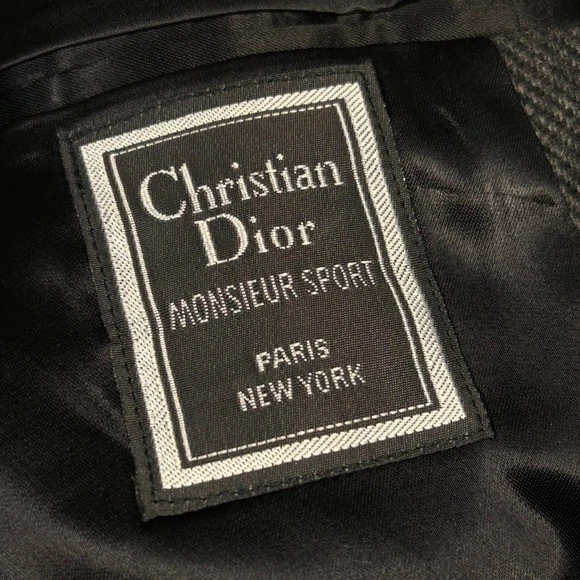 Christian
Dior
MONSIEUR SPORT
PARIS
NEW YORK